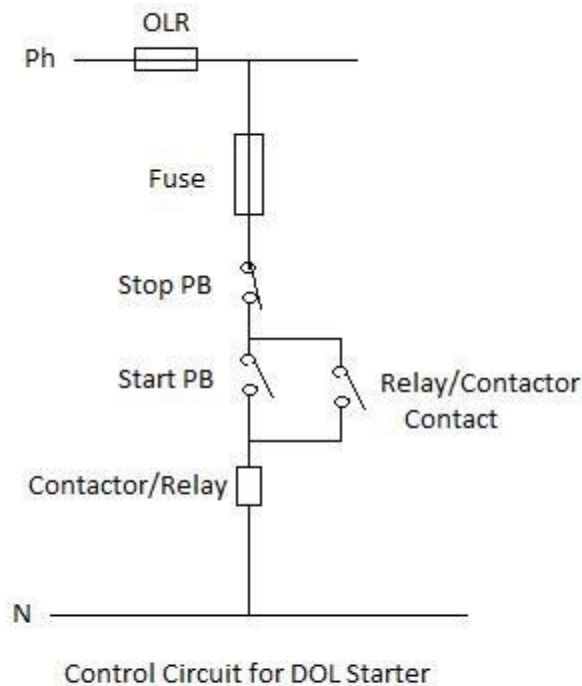 OLR
Ph
Fuse
Stop PB
Start PB
Relay/Contactor
Contact
Contactor/Relay
N
Control Circuit for DOL Starter